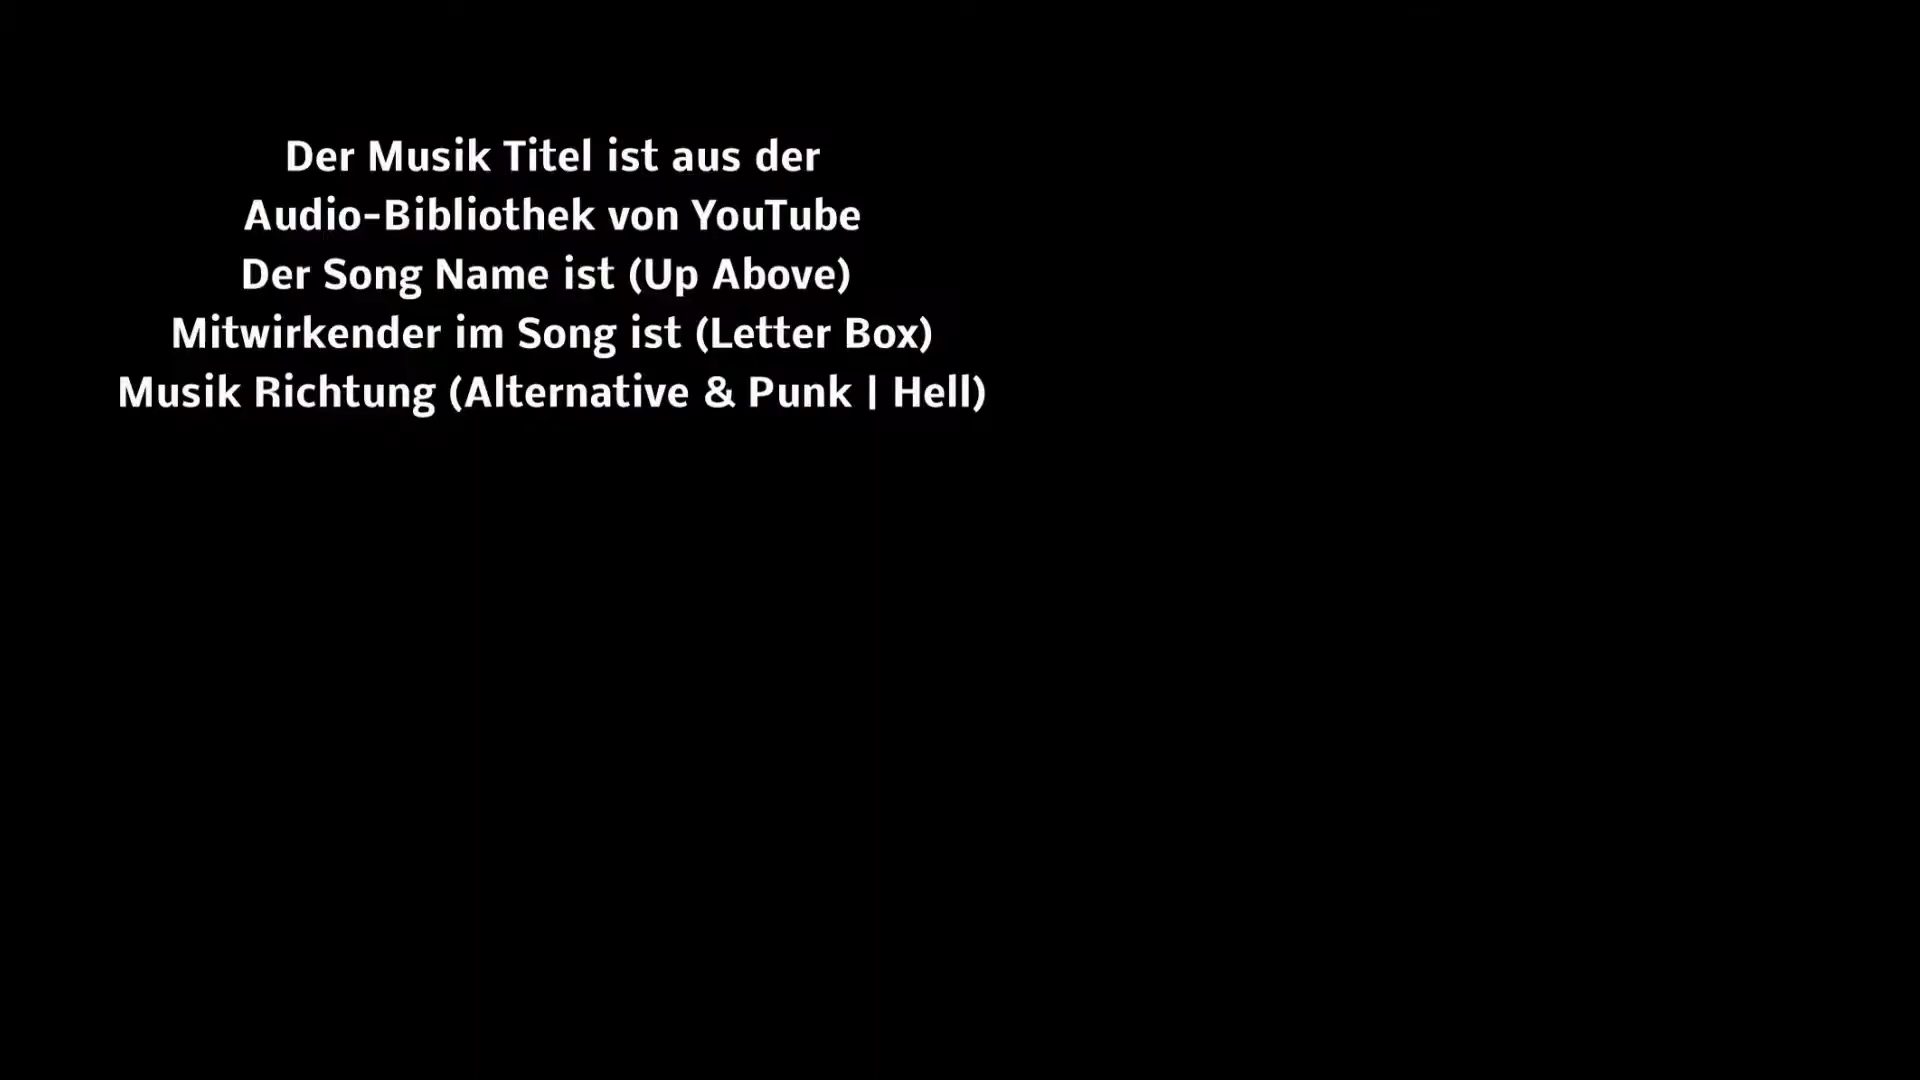 Der Musik Titel ist aus der
Audio-Bibliothek von YouTube
Der Song Name ist (Up Above)
Mitwirkender im Song ist (Letter Box)
Musik Richtung (Alternative & Punk | Hell)